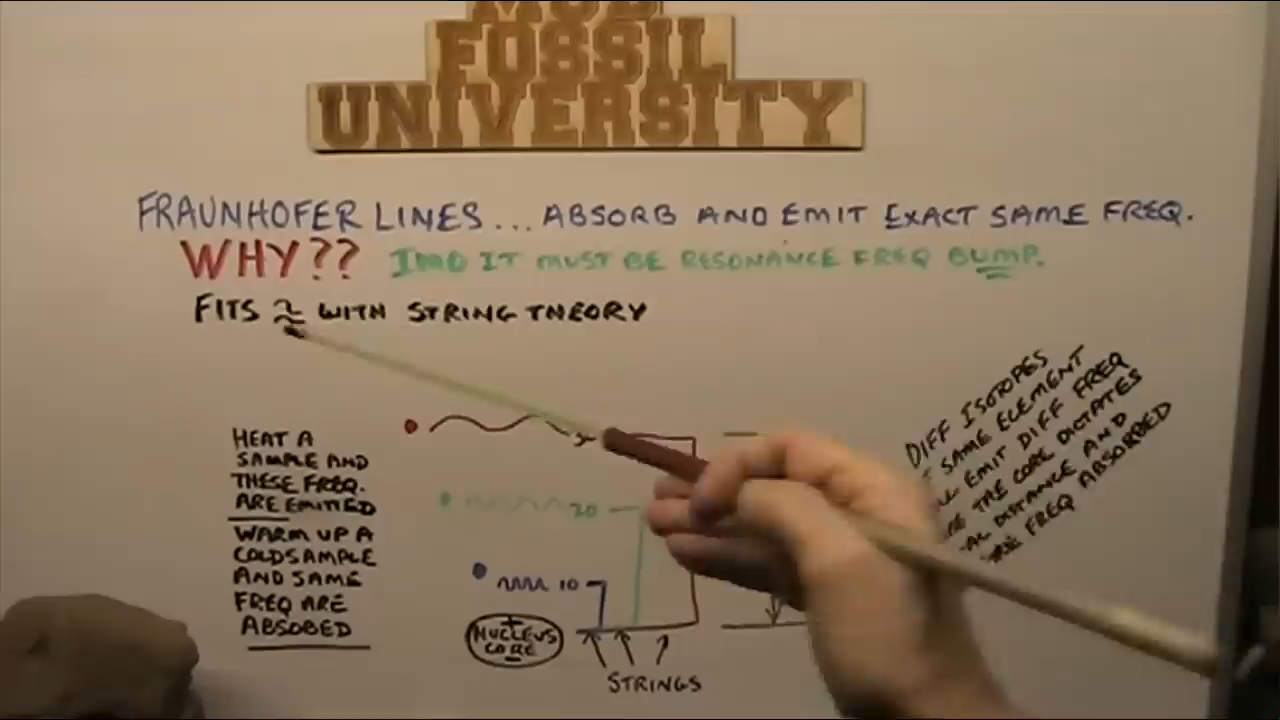 MUD
FOSSIL
UNIVERSITY
FRAUNHOFER LINES... ABSORB AND EMIT EXACT SAME FREQ.
WHY?? IMO IT MUST BE RESONANCE FREQ BUMP.
FITS ≈ WITH STRING THEORY
HEAT A
SAMPLE AND
THESE FREQ.
ARE EMITTED
WARM UP A
COLD SAMPLE
AND SAME
FREQ ARE
ABSOBED
20
10
+
NUCLEUS
CORE
-
STRINGS
DIFF ISOTOPES
SAME ELEMENT
EMIT DIFF FREQ
THE CORE DICTATES
DISTANCE AND
FREQ ABSORBED